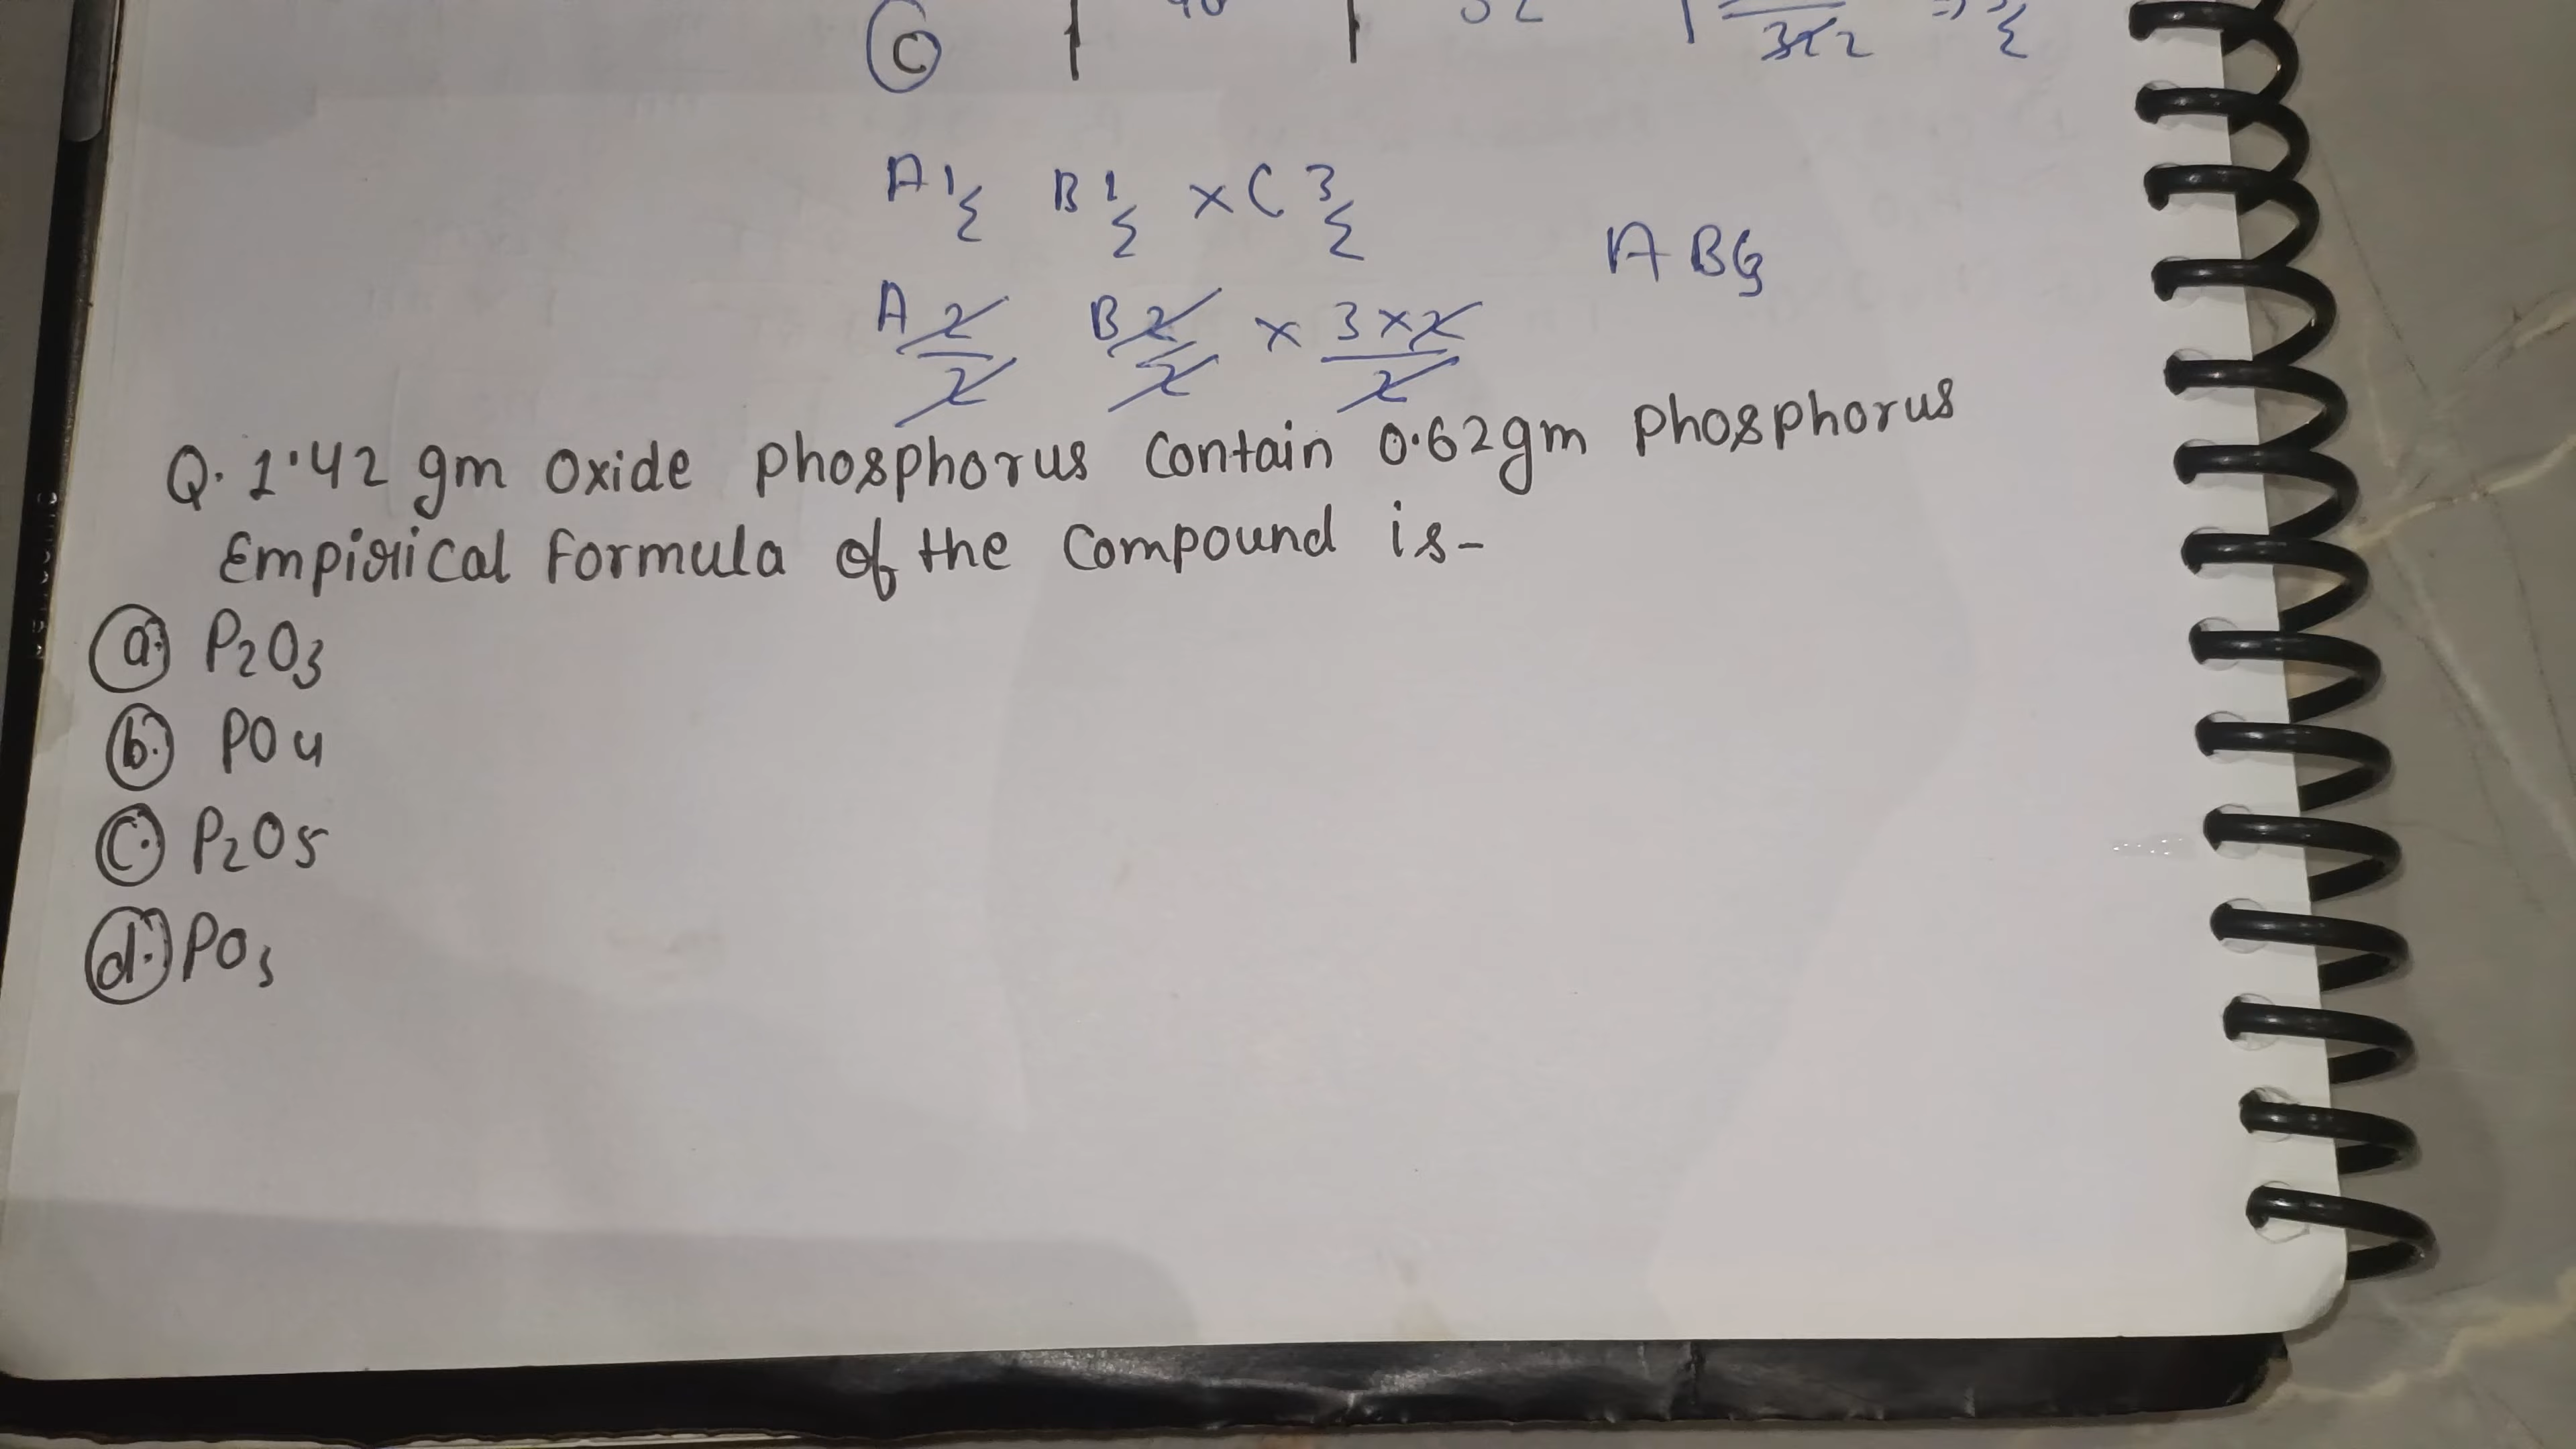 C
A 1/2 B 1/2 × C 3/2
A 2/2 B 2/2 × 3×2/2 ABC3
Q. 1.42 gm Oxide Phosphorus Contain 0.62gm Phosphorus
Empirical Formula of the Compound is-
a. P2O3
b. PO4
c. P2O5
d. PO3